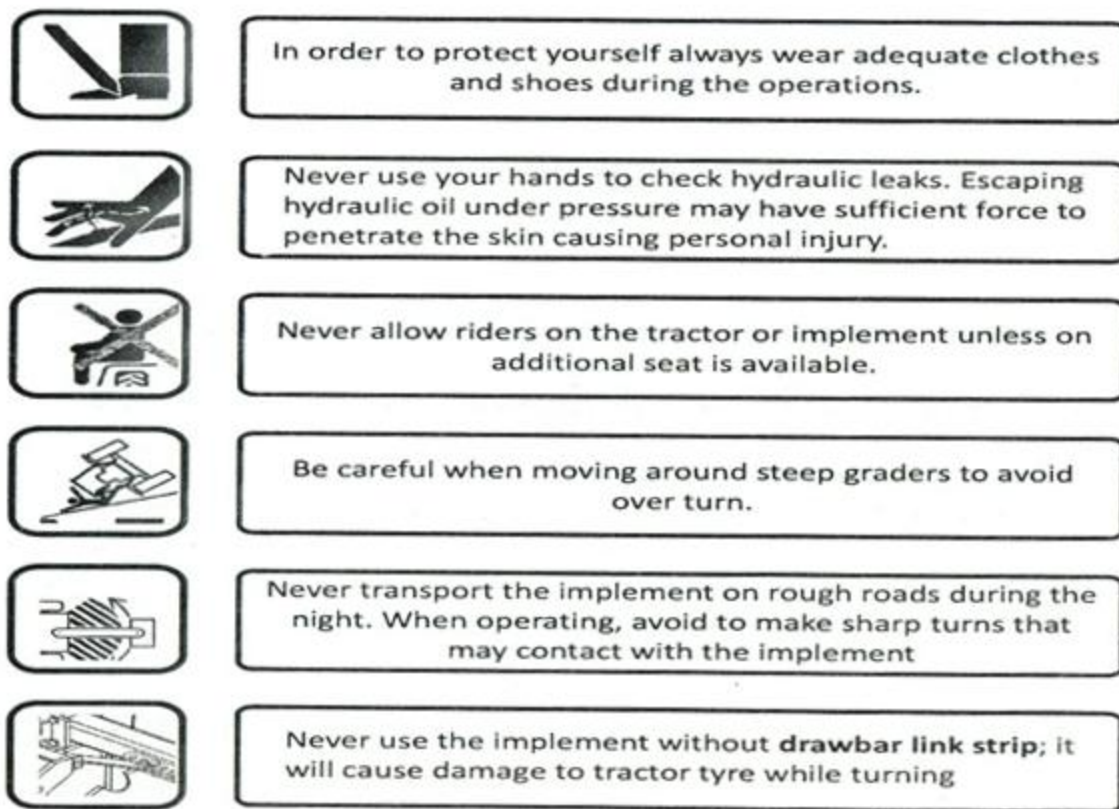 In order to protect yourself always wear adequate clothes
and shoes during the operations.
Never use your hands to check hydraulic leaks. Escaping
hydraulic oil under pressure may have sufficient force to
penetrate the skin causing personal injury.
Never allow riders on the tractor or implement unless on
additional seat is available.
Be careful when moving around steep graders to avoid
over turn.
Never transport the implement on rough roads during the
night. When operating, avoid to make sharp turns that
may contact with the implement
Never use the implement without drawbar link strip; it
will cause damage to tractor tyre while turning